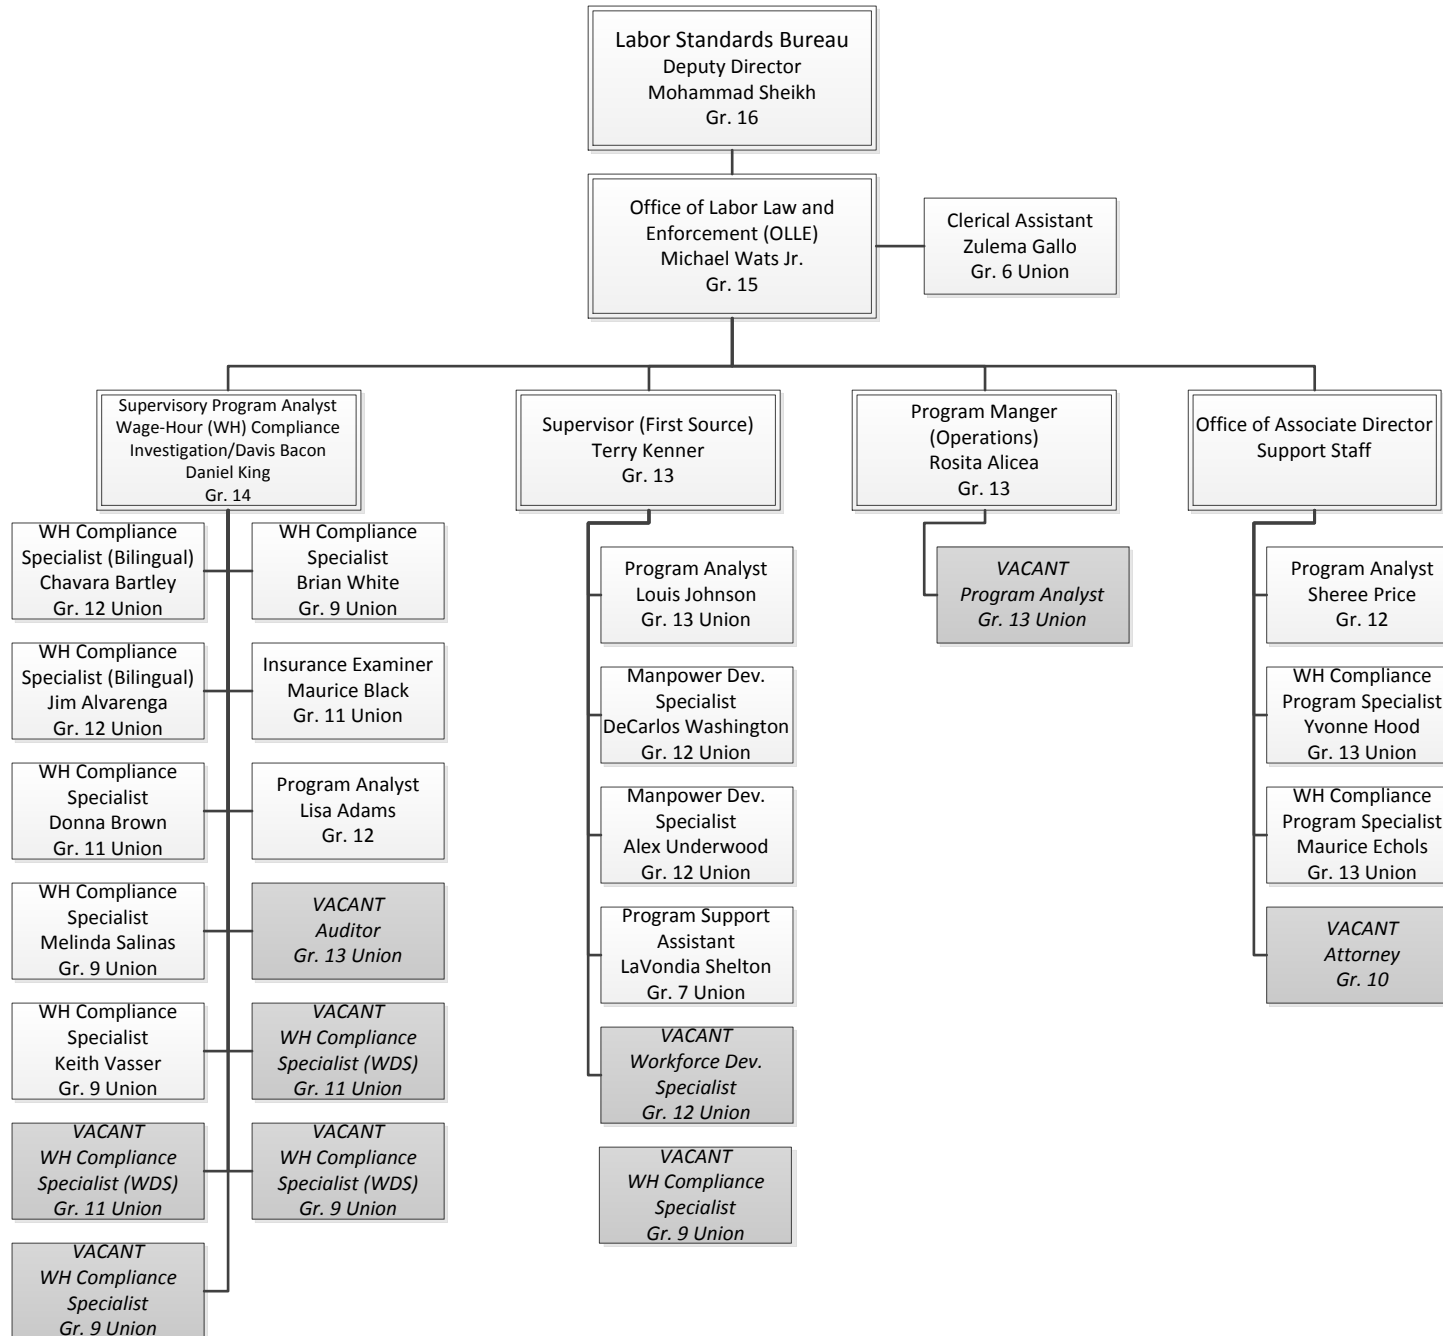 Labor Standards Bureau
Deputy Director
Mohammad Sheikh
Gr. 16
Office of Labor Law and
Enforcement (OLLE)
Michael Wats Jr.
Gr. 15
Clerical Assistant
Zulema Gallo
Gr. 6 Union
Supervisory Program Analyst
Wage-Hour (WH) Compliance
Investigation/Davis Bacon
Daniel King
Gr. 14
WH Compliance
Specialist (Bilingual)
Chavara Bartley
Gr. 12 Union
WH Compliance
Specialist
Brian White
Gr. 9 Union
WH Compliance
Specialist (Bilingual)
Jim Alvarenga
Gr. 12 Union
Insurance Examiner
Maurice Black
Gr. 11 Union
WH Compliance
Specialist
Donna Brown
Gr. 11 Union
Program Analyst
Lisa Adams
Gr. 12
WH Compliance
Specialist
Melinda Salinas
Gr. 9 Union
VACANT
Auditor
Gr. 13 Union
WH Compliance
Specialist
Keith Vasser
Gr. 9 Union
VACANT
WH Compliance
Specialist (WDS)
Gr. 11 Union
VACANT
WH Compliance
Specialist (WDS)
Gr. 11 Union
VACANT
WH Compliance
Specialist (WDS)
Gr. 9 Union
VACANT
WH Compliance
Specialist
Gr. 9 Union
Supervisor (First Source)
Terry Kenner
Gr. 13
Program Analyst
Louis Johnson
Gr. 13 Union
Manpower Dev.
Specialist
DeCarlos Washington
Gr. 12 Union
Manpower Dev.
Specialist
Alex Underwood
Gr. 12 Union
Program Support
Assistant
LaVondia Shelton
Gr. 7 Union
VACANT
Workforce Dev.
Specialist
Gr. 12 Union
VACANT
WH Compliance
Specialist
Gr. 9 Union
Program Manger
(Operations)
Rosita Alicea
Gr. 13
VACANT
Program Analyst
Gr. 13 Union
Office of Associate Director
Support Staff
Program Analyst
Sheree Price
Gr. 12
WH Compliance
Program Specialist
Yvonne Hood
Gr. 13 Union
WH Compliance
Program Specialist
Maurice Echols
Gr. 13 Union
VACANT
Attorney
Gr. 10